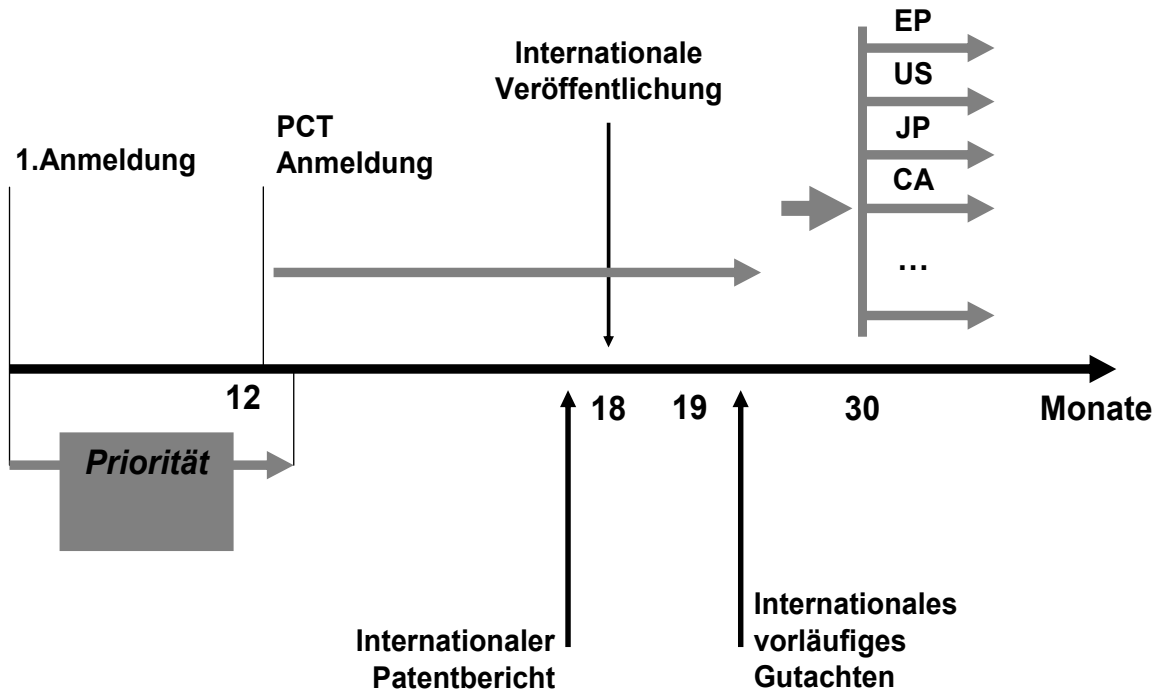 EP
US
JP
CA
...
Internationale
Veröffentlichung
PCT
Anmeldung
1.Anmeldung
12
18
19
30
Monate
Priorität
Internationaler
Patentbericht
Internationales
vorläufiges
Gutachten